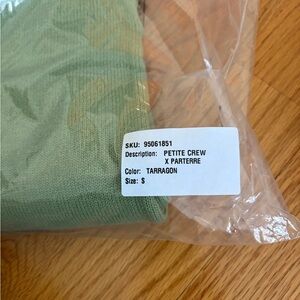 SKU: 95061851
Description: PETITE CREW
X PARTERRE
Color: TARRAGON
Size: S